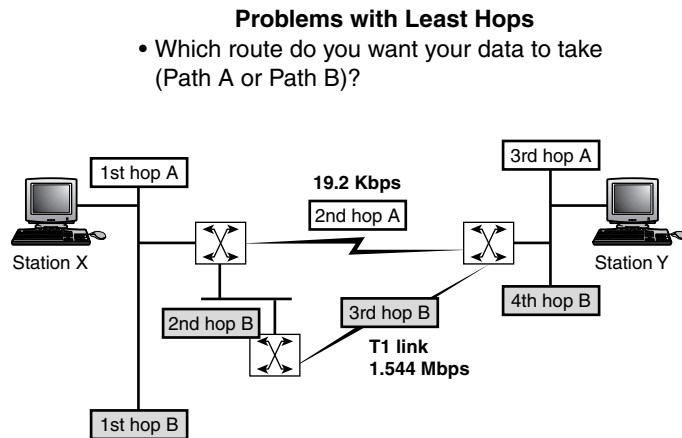 Problems with Least Hops
• Which route do you want your data to take
(Path A or Path B)?
1st hop A
3rd hop A
19.2 Kbps
2nd hop A
Station X
Station Y
2nd hop B
3rd hop B
4th hop B
T1 link
1.544 Mbps
1st hop B